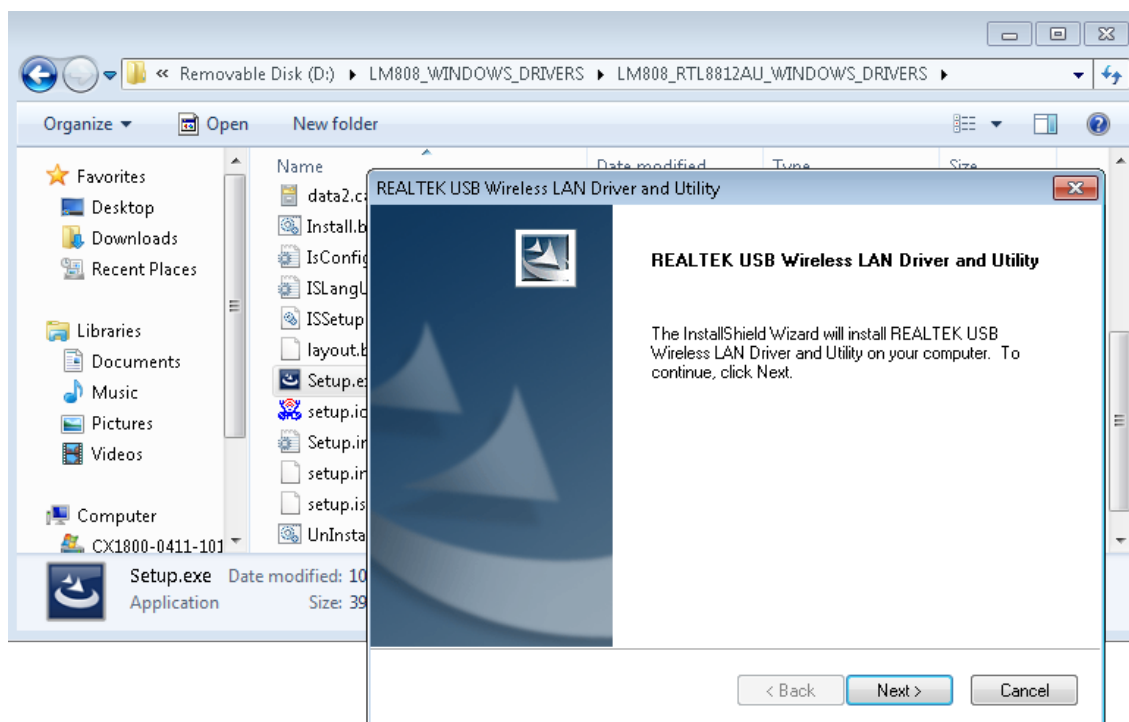 « Removable Disk (D:) ▸ LM808_WINDOWS_DRIVERS ▸ LM808_RTL8812AU_WINDOWS_DRIVERS ▸
Organize ▾ Open New folder
Favorites
Desktop
Downloads
Recent Places
Libraries
Documents
Music
Pictures
Videos
Computer
CX1800-0411-101
Name Date modified Type Size
data2.c
Install.b
IsConfig
ISLangU
ISSetup
layout.b
Setup.e
setup.ic
Setup.in
setup.in
setup.is
UnInsta
Setup.exe Date modified: 10
Application Size: 39
REALTEK USB Wireless LAN Driver and Utility
REALTEK USB Wireless LAN Driver and Utility
The InstallShield Wizard will install REALTEK USB
Wireless LAN Driver and Utility on your computer. To
continue, click Next.
< Back Next > Cancel